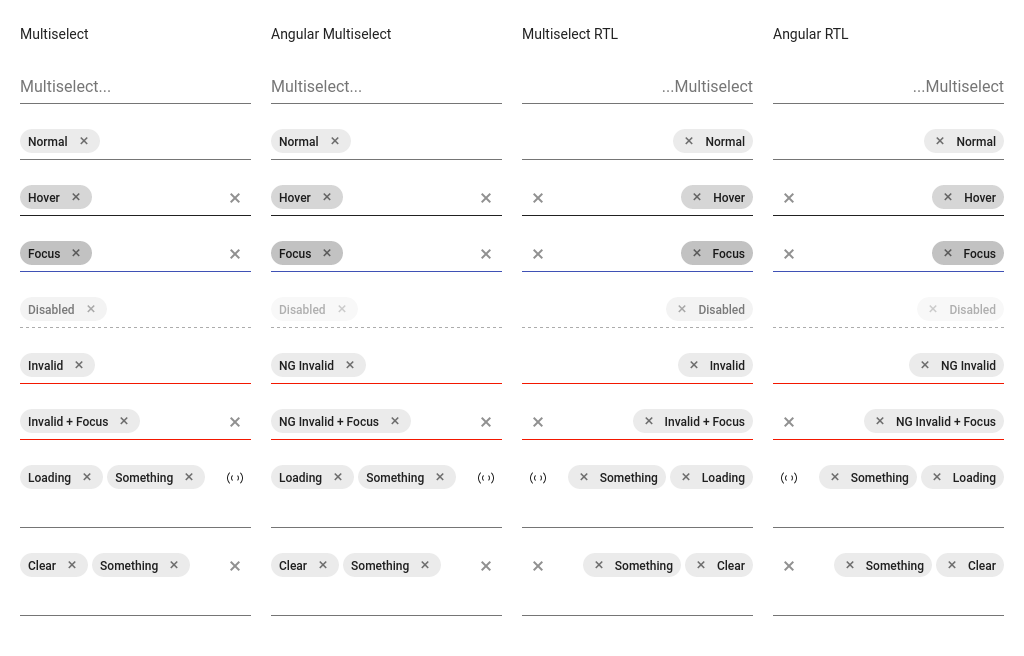 Multiselect Angular Multiselect Multiselect RTL Angular RTL
Multiselect... Multiselect... ...Multiselect ...Multiselect
Normal Normal Normal Normal
Hover Hover Hover Hover
Focus Focus Focus Focus
Disabled Disabled Disabled Disabled
Invalid NG Invalid Invalid NG Invalid
Invalid + Focus NG Invalid + Focus Invalid + Focus NG Invalid + Focus
Loading Something Loading Something Something Loading Something Loading
Clear Something Clear Something Something Clear Something Clear